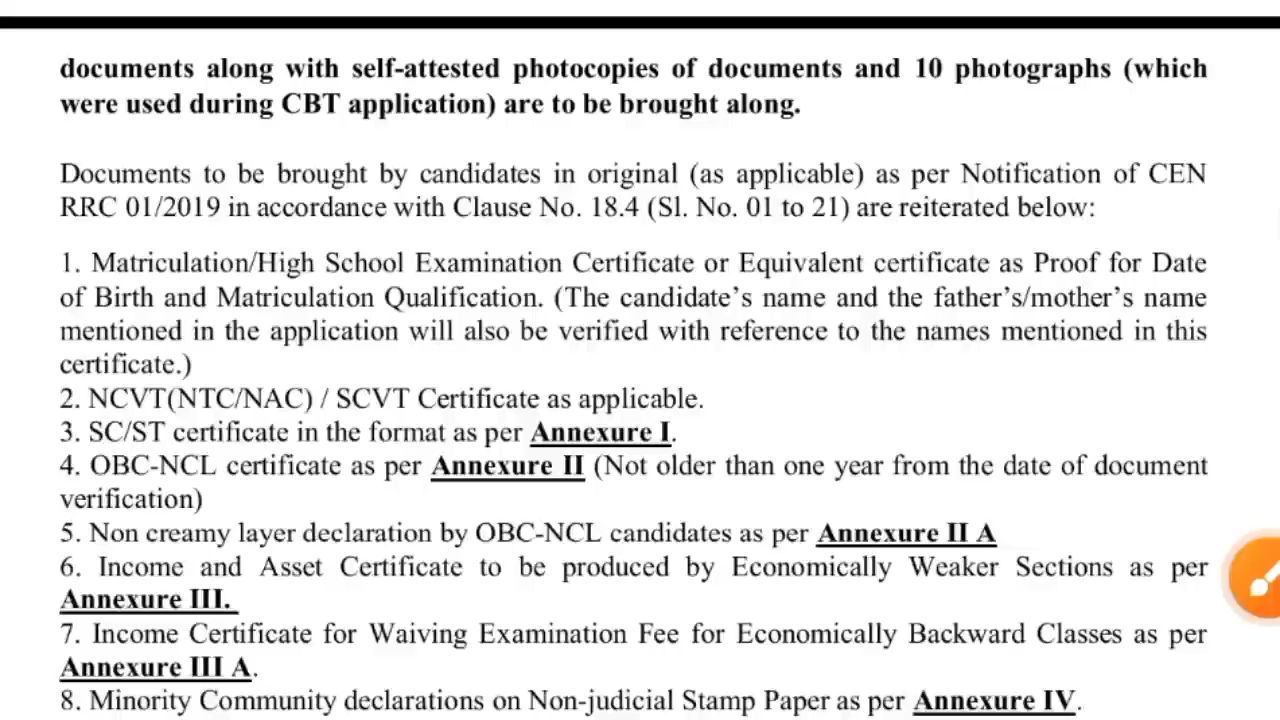 documents along with self-attested photocopies of documents and 10 photographs (which
were used during CBT application) are to be brought along.
Documents to be brought by candidates in original (as applicable) as per Notification of CEN
RRC 01/2019 in accordance with Clause No. 18.4 (Sl. No. 01 to 21) are reiterated below:
1. Matriculation/High School Examination Certificate or Equivalent certificate as Proof for Date
of Birth and Matriculation Qualification. (The candidate’s name and the father’s/mother’s name
mentioned in the application will also be verified with reference to the names mentioned in this
certificate.)
2. NCVT(NTC/NAC) / SCVT Certificate as applicable.
3. SC/ST certificate in the format as per Annexure I.
4. OBC-NCL certificate as per Annexure II (Not older than one year from the date of document
verification)
5. Non creamy layer declaration by OBC-NCL candidates as per Annexure II A
6. Income and Asset Certificate to be produced by Economically Weaker Sections as per
Annexure III.
7. Income Certificate for Waiving Examination Fee for Economically Backward Classes as per
Annexure III A.
8. Minority Community declarations on Non-judicial Stamp Paper as per Annexure IV.